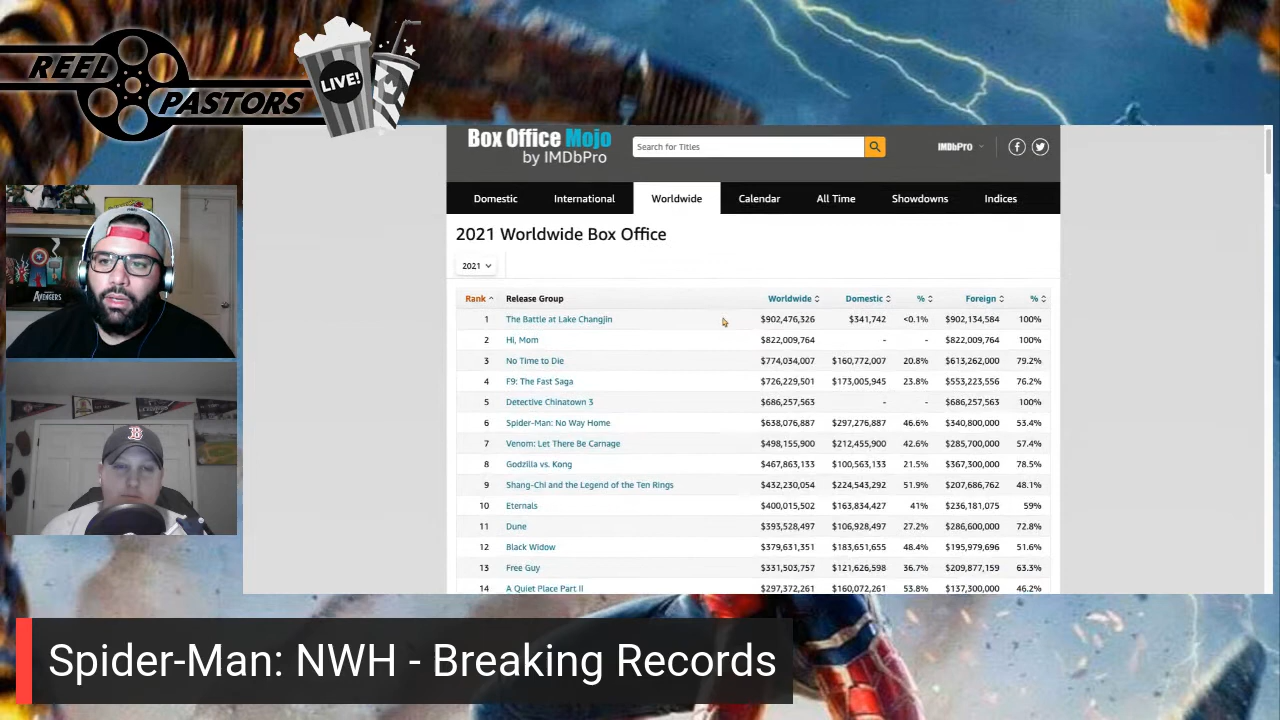 REEL
PASTORS
LIVE!
AVENGERS
B
Box Office Mojo
by IMDbPro
Search for Titles
IMDbPRO
Domestic International Worldwide Calendar All Time Showdowns Indices
2021 Worldwide Box Office
2021
Rank Release Group Worldwide Domestic % Foreign %
1 The Battle at Lake Changjin $902,476,326 $341,742 <0.1% $902,134,584 100%
2 Hi, Mom $822,009,764 - - $822,009,764 100%
3 No Time to Die $774,034,007 $160,772,007 20.8% $613,262,000 79.2%
4 F9: The Fast Saga $726,229,501 $173,005,945 23.8% $553,223,556 76.2%
5 Detective Chinatown 3 $686,257,563 - - $686,257,563 100%
6 Spider-Man: No Way Home $638,076,887 $297,276,887 46.6% $340,800,000 53.4%
7 Venom: Let There Be Carnage $498,155,900 $212,455,900 42.6% $285,700,000 57.4%
8 Godzilla vs. Kong $467,863,133 $100,563,133 21.5% $367,300,000 78.5%
9 Shang-Chi and the Legend of the Ten Rings $432,230,054 $224,543,292 51.9% $207,686,762 48.1%
10 Eternals $400,015,502 $163,834,427 41% $236,181,075 59%
11 Dune $393,528,497 $106,928,497 27.2% $286,600,000 72.8%
12 Black Widow $379,631,351 $183,651,655 48.4% $195,979,696 51.6%
13 Free Guy $331,503,757 $121,626,598 36.7% $209,877,159 63.3%
14 A Quiet Place Part II $297,372,261 $160,072,261 53.8% $137,300,000 46.2%
Spider-Man: NWH - Breaking Records